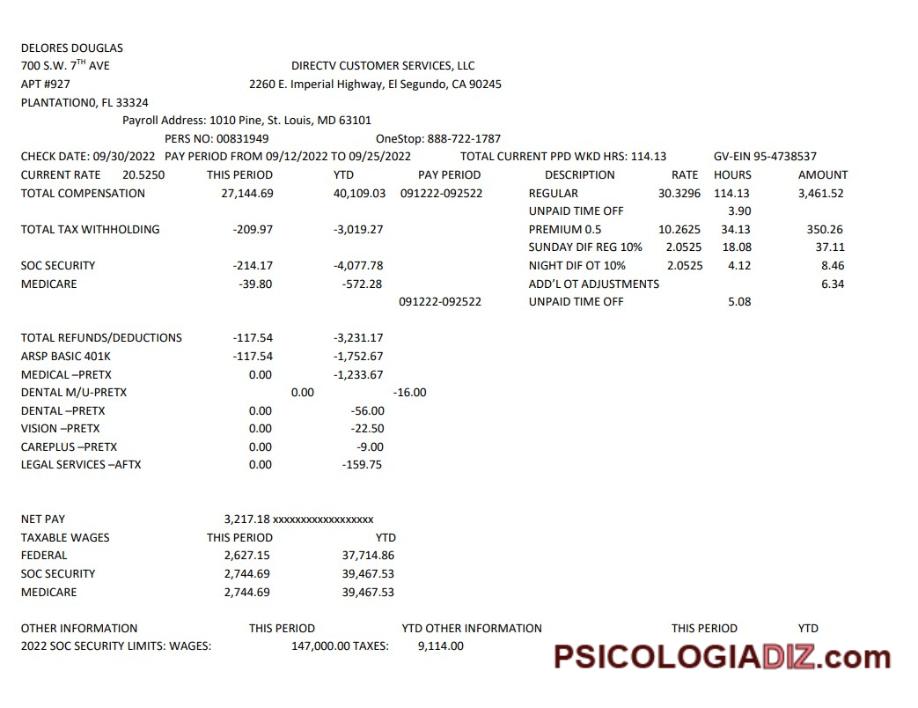 DELORES DOUGLAS
700 S.W. 7TH AVE DIRECTV CUSTOMER SERVICES, LLC
APT #927 2260 E. Imperial Highway, El Segundo, CA 90245
PLANTATION0, FL 33324
Payroll Address: 1010 Pine, St. Louis, MD 63101
PERS NO: 00831949 OneStop: 888-722-1787
CHECK DATE: 09/30/2022 PAY PERIOD FROM 09/12/2022 TO 09/25/2022 TOTAL CURRENT PPD WKD HRS: 114.13 GV-EIN 95-4738537
CURRENT RATE 20.5250 THIS PERIOD YTD PAY PERIOD DESCRIPTION RATE HOURS AMOUNT
TOTAL COMPENSATION 27,144.69 40,109.03 091222-092522 REGULAR 30.3296 114.13 3,461.52
UNPAID TIME OFF 3.90
TOTAL TAX WITHHOLDING -209.97 -3,019.27 PREMIUM 0.5 10.2625 34.13 350.26
SUNDAY DIF REG 10% 2.0525 18.08 37.11
SOC SECURITY -214.17 -4,077.78 NIGHT DIF OT 10% 2.0525 4.12 8.46
MEDICARE -39.80 -572.28 ADD'L OT ADJUSTMENTS 6.34
091222-092522 UNPAID TIME OFF 5.08
TOTAL REFUNDS/DEDUCTIONS -117.54 -3,231.17
ARSP BASIC 401K -117.54 -1,752.67
MEDICAL –PRETX 0.00 -1,233.67
DENTAL M/U-PRETX 0.00 -16.00
DENTAL –PRETX 0.00 -56.00
VISION –PRETX 0.00 -22.50
CAREPLUS –PRETX 0.00 -9.00
LEGAL SERVICES –AFTX 0.00 -159.75
NET PAY 3,217.18 xxxxxxxxxxxxxxxxxx
TAXABLE WAGES THIS PERIOD YTD
FEDERAL 2,627.15 37,714.86
SOC SECURITY 2,744.69 39,467.53
MEDICARE 2,744.69 39,467.53
OTHER INFORMATION THIS PERIOD YTD OTHER INFORMATION THIS PERIOD YTD
2022 SOC SECURITY LIMITS: WAGES: 147,000.00 TAXES: 9,114.00
PSICOLOGIADIZ.com